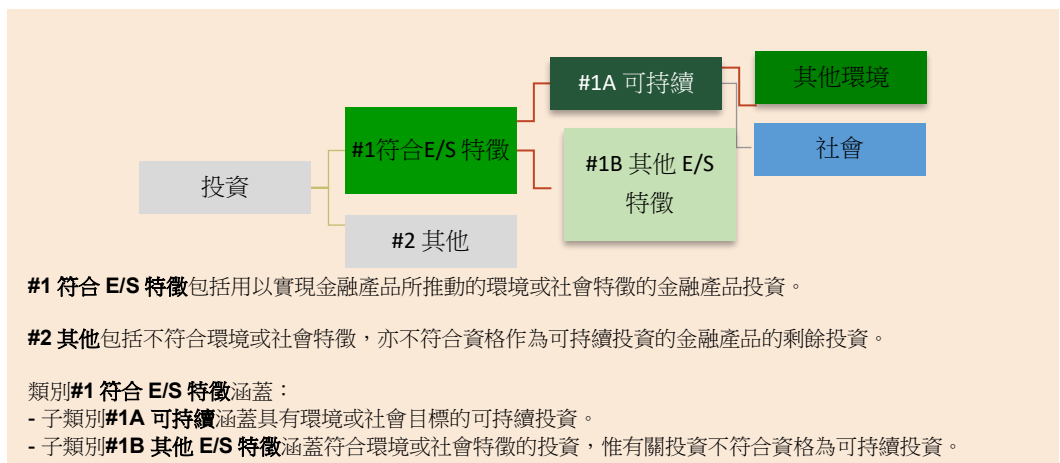 #1A 可持續
其他環境
#1符合E/S 特徵
#1B 其他 E/S
特徵
社會
投資
#2 其他
#1 符合 E/S 特徵包括用以實現金融產品所推動的環境或社會特徵的金融產品投資。
#2 其他包括不符合環境或社會特徵，亦不符合資格作為可持續投資的金融產品的剩餘投資。
類別#1 符合 E/S 特徵涵蓋：
- 子類別#1A 可持續涵蓋具有環境或社會目標的可持續投資。
- 子類別#1B 其他 E/S 特徵涵蓋符合環境或社會特徵的投資，惟有關投資不符合資格為可持續投資。